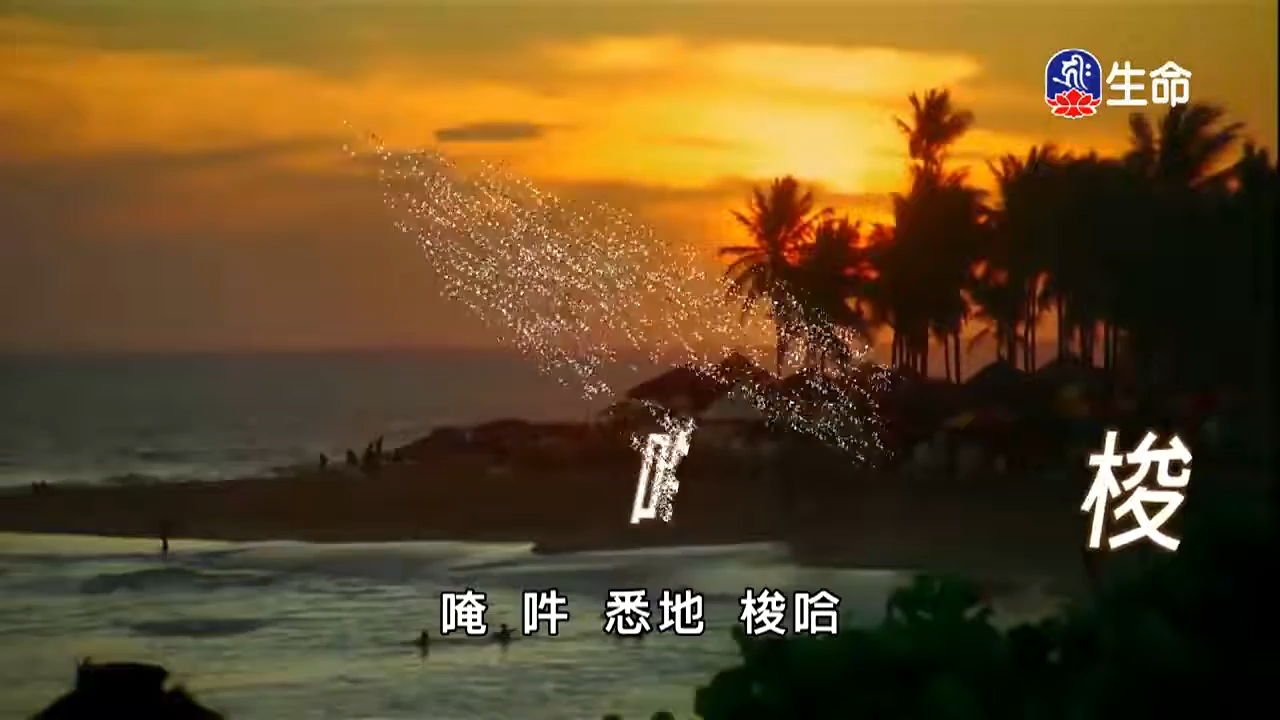 生命
梭
唵 吽 悉地 梭哈